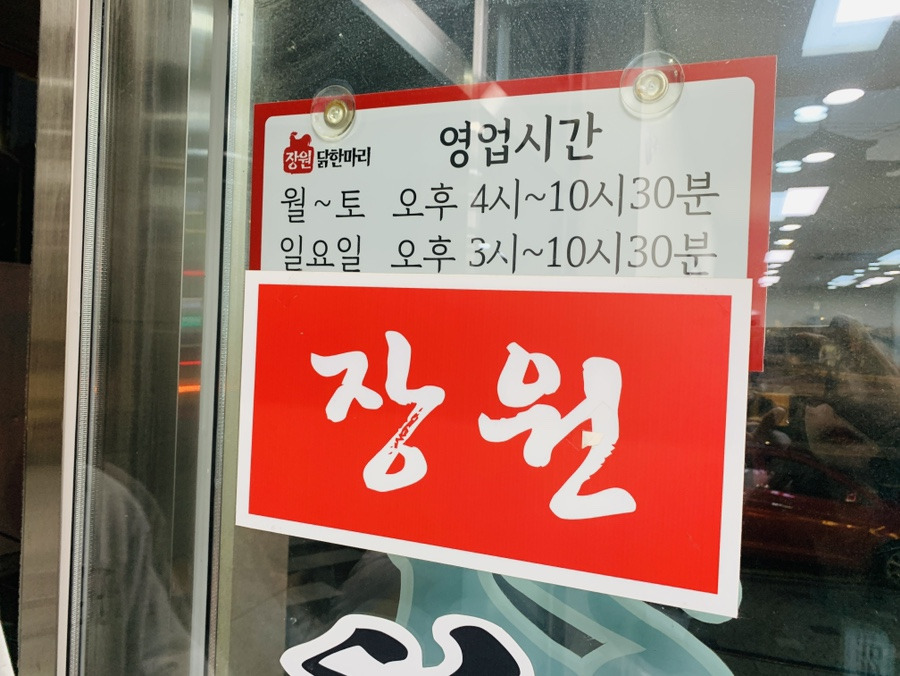 장원 닭한마리
영업시간
월~토 오후 4시~10시30분
일요일 오후 3시~10시30분
장원